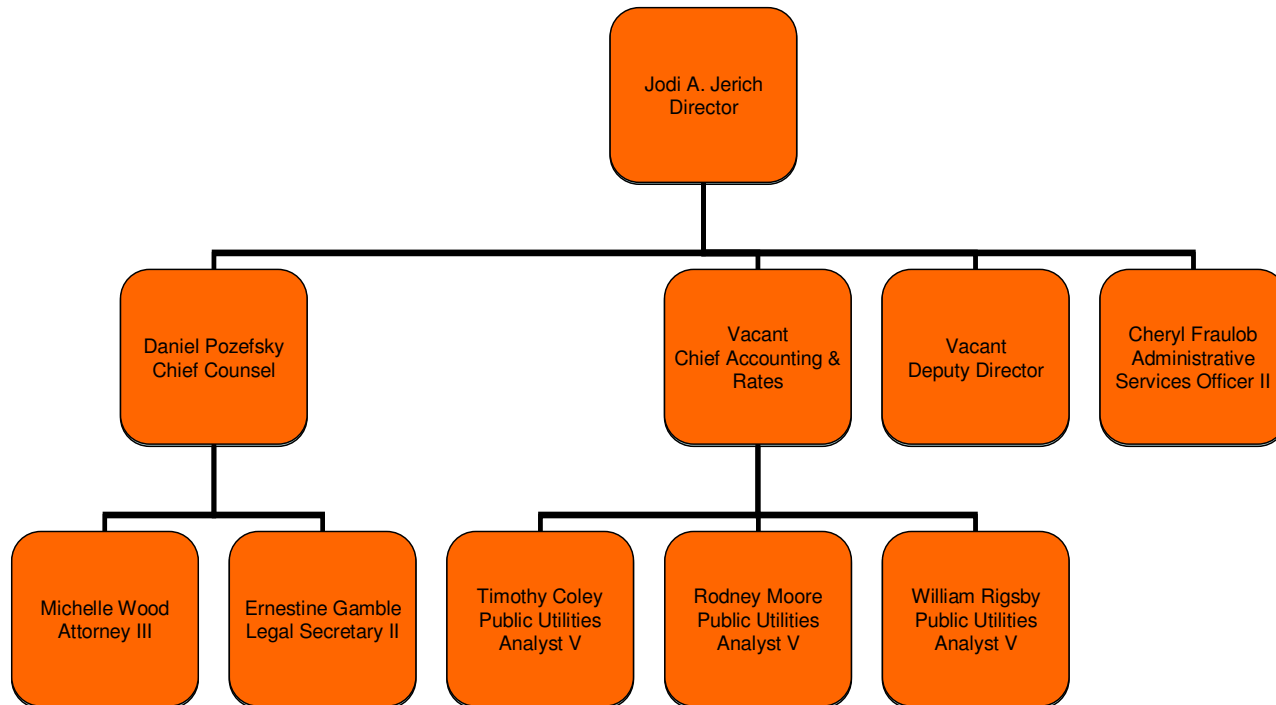 Jodi A. Jerich
Director
Daniel Pozefsky
Chief Counsel
Vacant
Chief Accounting &
Rates
Vacant
Deputy Director
Cheryl Fraulob
Administrative
Services Officer II
Michelle Wood
Attorney III
Ernestine Gamble
Legal Secretary II
Timothy Coley
Public Utilities
Analyst V
Rodney Moore
Public Utilities
Analyst V
William Rigsby
Public Utilities
Analyst V